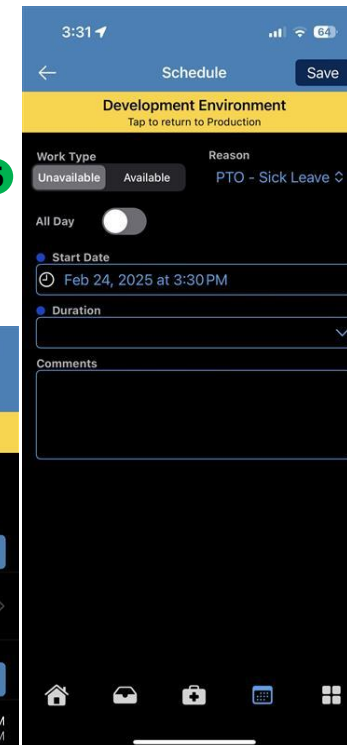 3:31 64
Schedule Save
Development Environment
Tap to return to Production
Work Type Reason
Unavailable Available PTO - Sick Leave
All Day
Start Date
Feb 24, 2025 at 3:30 PM
Duration
Comments
M
M